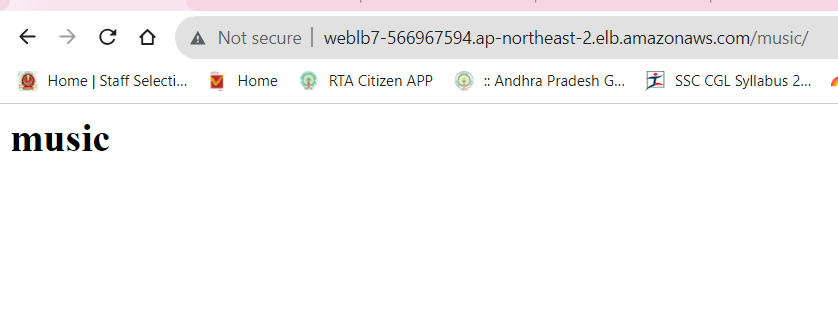 Not secure weblb7-566967594.ap-northeast-2.elb.amazonaws.com/music/
Home | Staff Selecti... Home RTA Citizen APP :: Andhra Pradesh G... SSC CGL Syllabus 2...
music